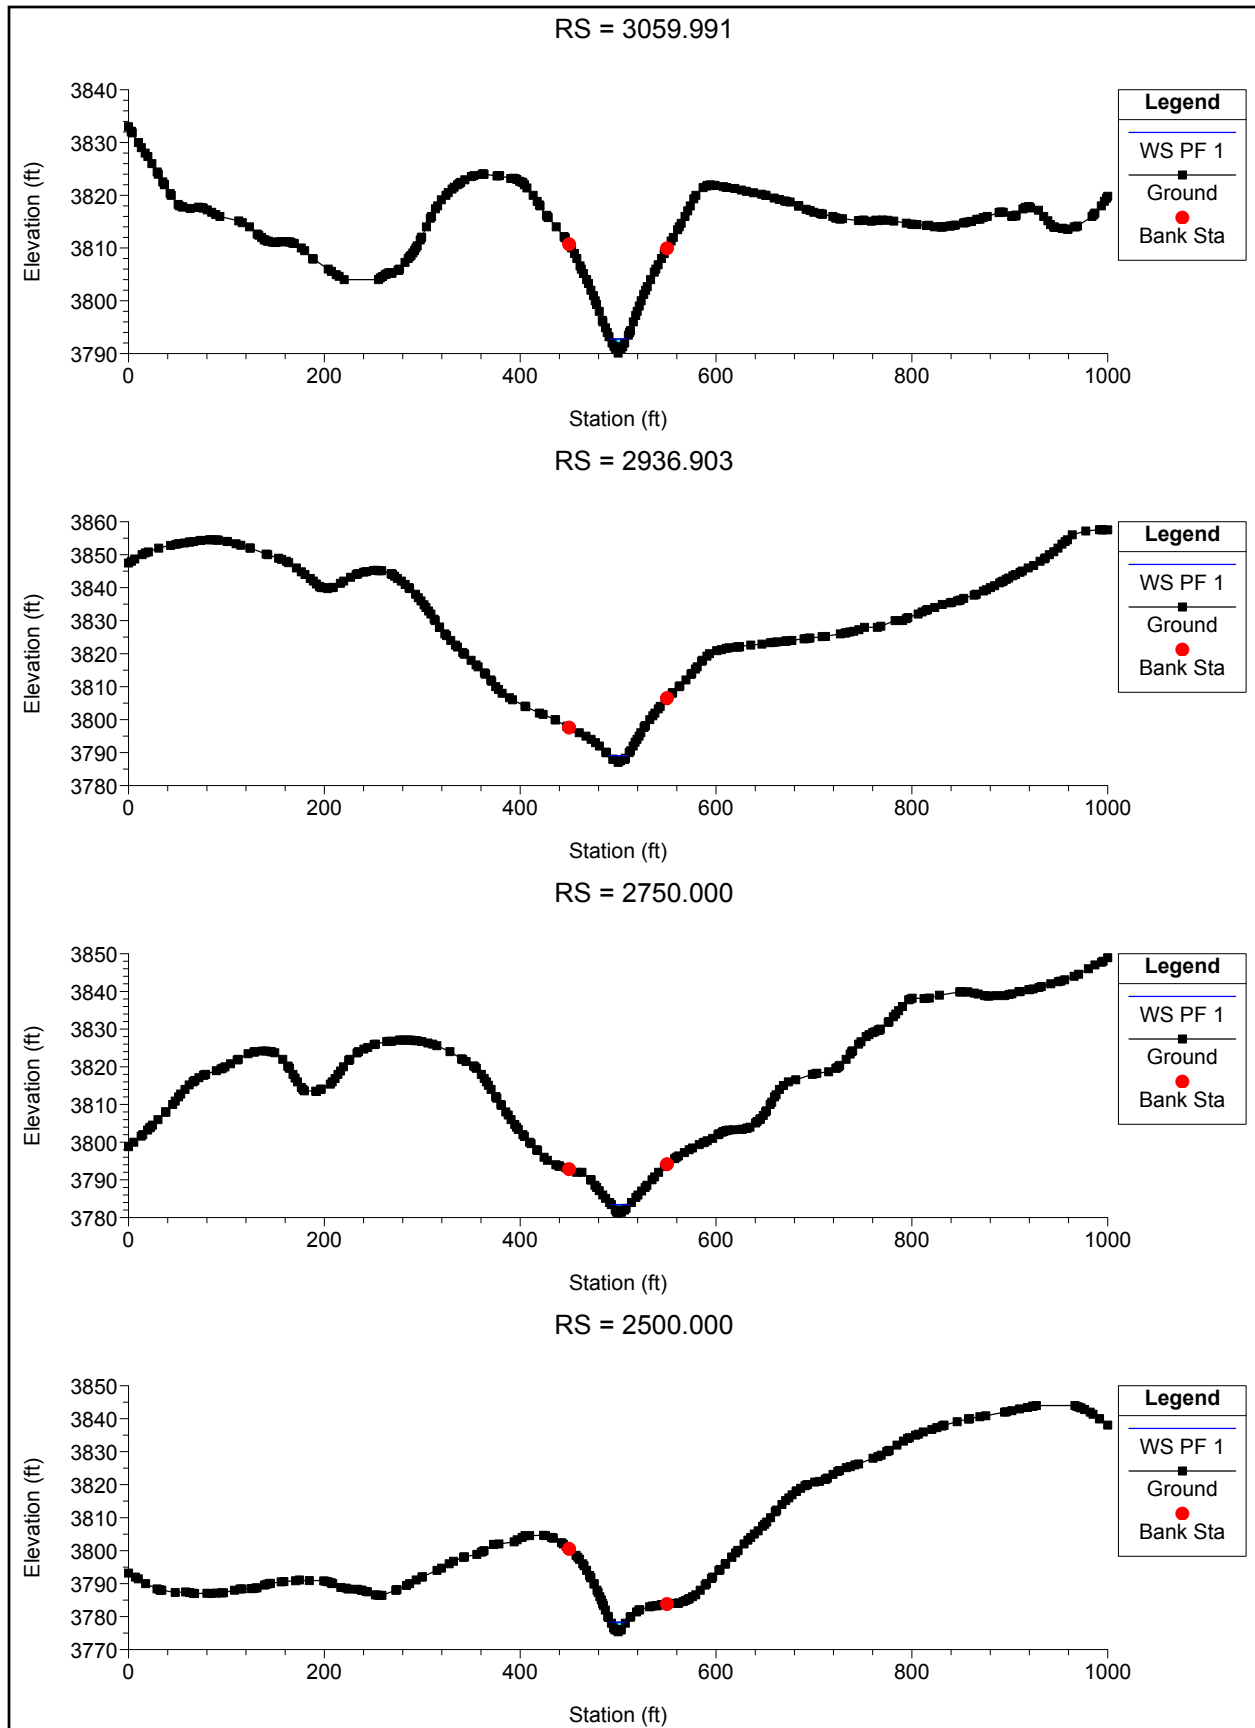 RS = 3059.991
3840
3830
3820
3810
3800
3790
Elevation (ft)
0 200 400 600 800 1000
Station (ft)
Legend
WS PF 1
Ground
Bank Sta
RS = 2936.903
3860
3850
3840
3830
3820
3810
3800
3790
3780
Elevation (ft)
0 200 400 600 800 1000
Station (ft)
Legend
WS PF 1
Ground
Bank Sta
RS = 2750.000
3850
3840
3830
3820
3810
3800
3790
3780
Elevation (ft)
0 200 400 600 800 1000
Station (ft)
Legend
WS PF 1
Ground
Bank Sta
RS = 2500.000
3850
3840
3830
3820
3810
3800
3790
3780
3770
Elevation (ft)
0 200 400 600 800 1000
Station (ft)
Legend
WS PF 1
Ground
Bank Sta